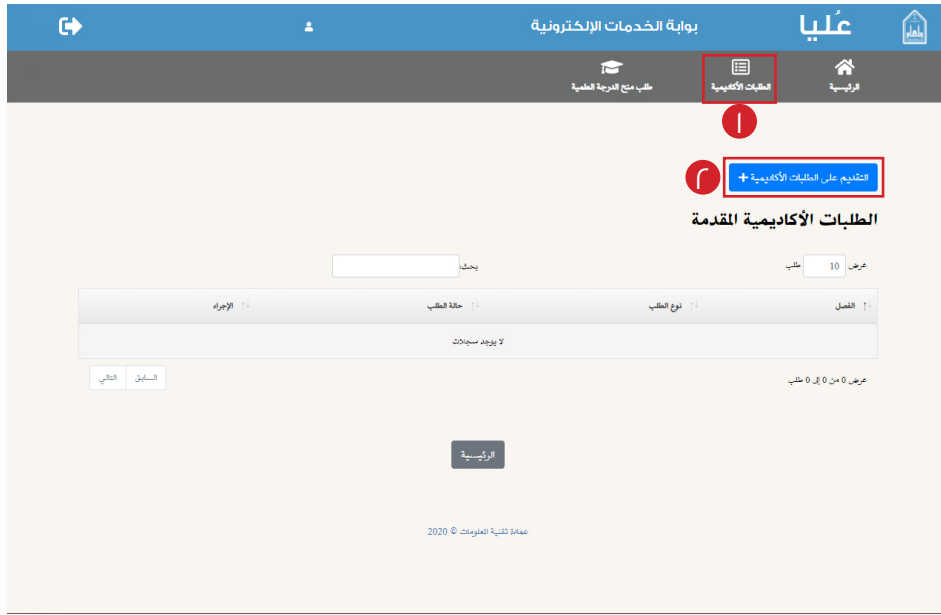 عُليا
بوابة الخدمات الإلكترونية
الرئيسية
الطلبات الأكاديمية
طلب منح الدرجة العلمية
١
التقديم على الطلبات الأكاديمية +
٢
الطلبات الأكاديمية المقدمة
عرض 10 طلب
بحث:
الفصل
نوع الطلب
حالة الطلب
الإجراء
لا يوجد سجلات
عرض 0 من 0 إلى 0 طلب
السابق
التالي
الرئيسية
عمادة تقنية المعلومات © 2020